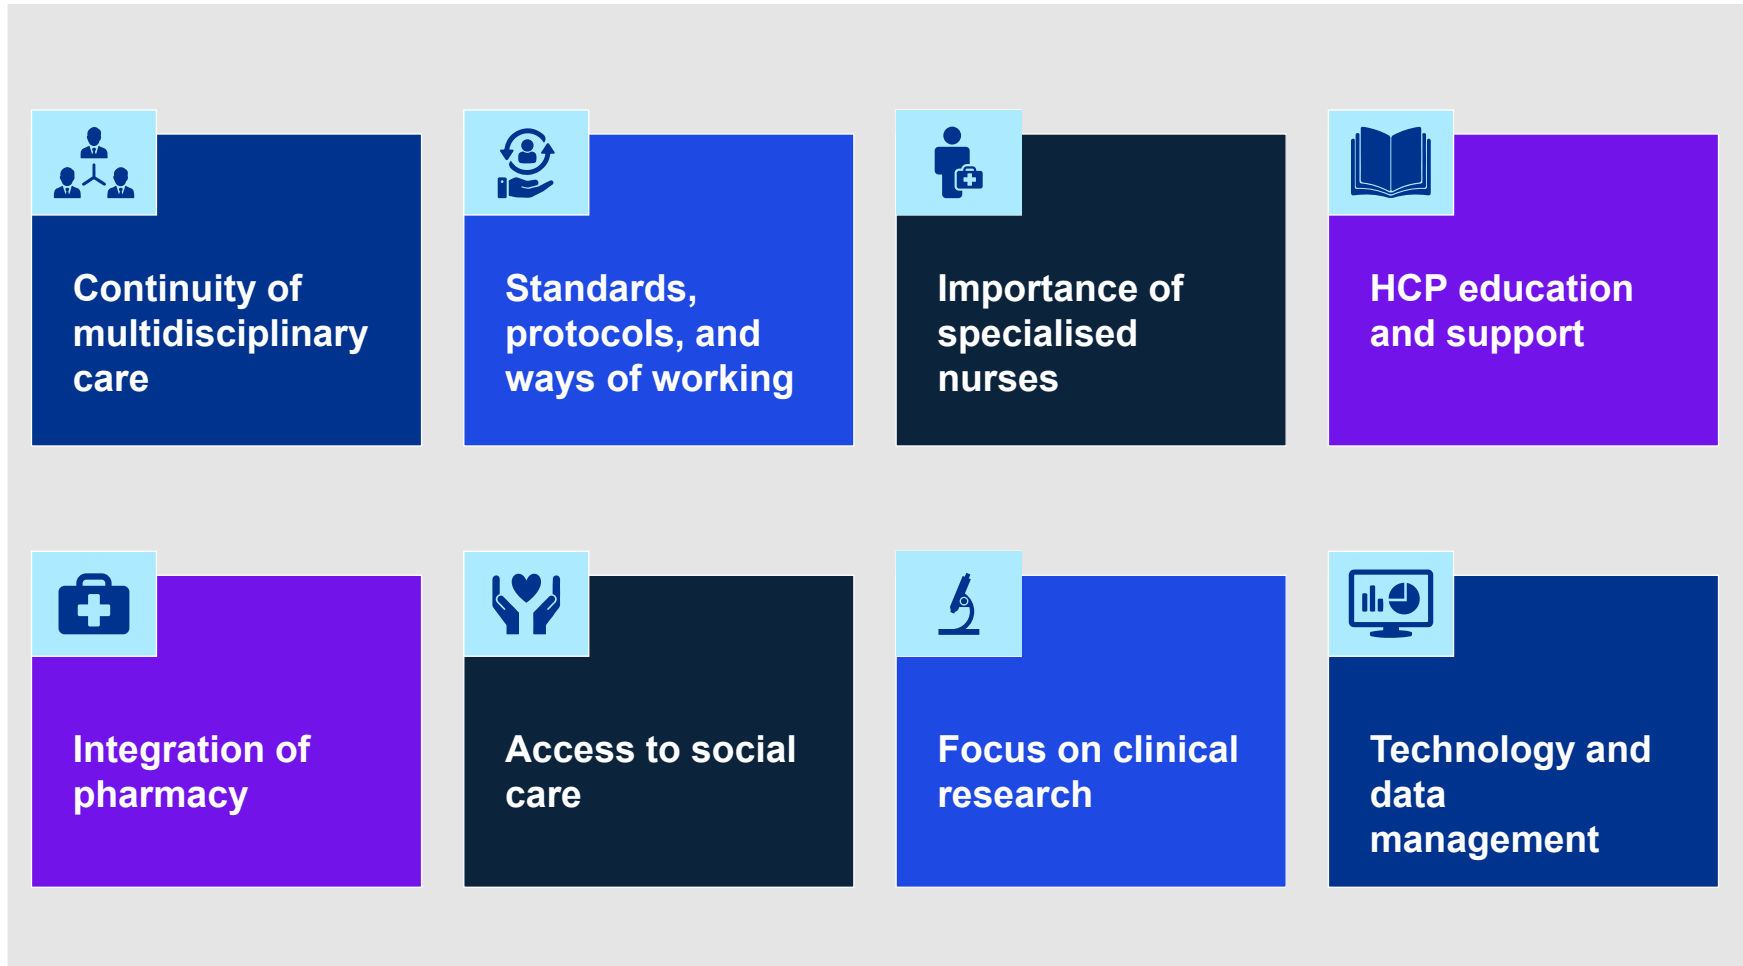 Continuity of
multidisciplinary
care
Standards,
protocols, and
ways of working
Importance of
specialised
nurses
HCP education
and support
Integration of
pharmacy
Access to social
care
Focus on clinical
research
Technology and
data
management